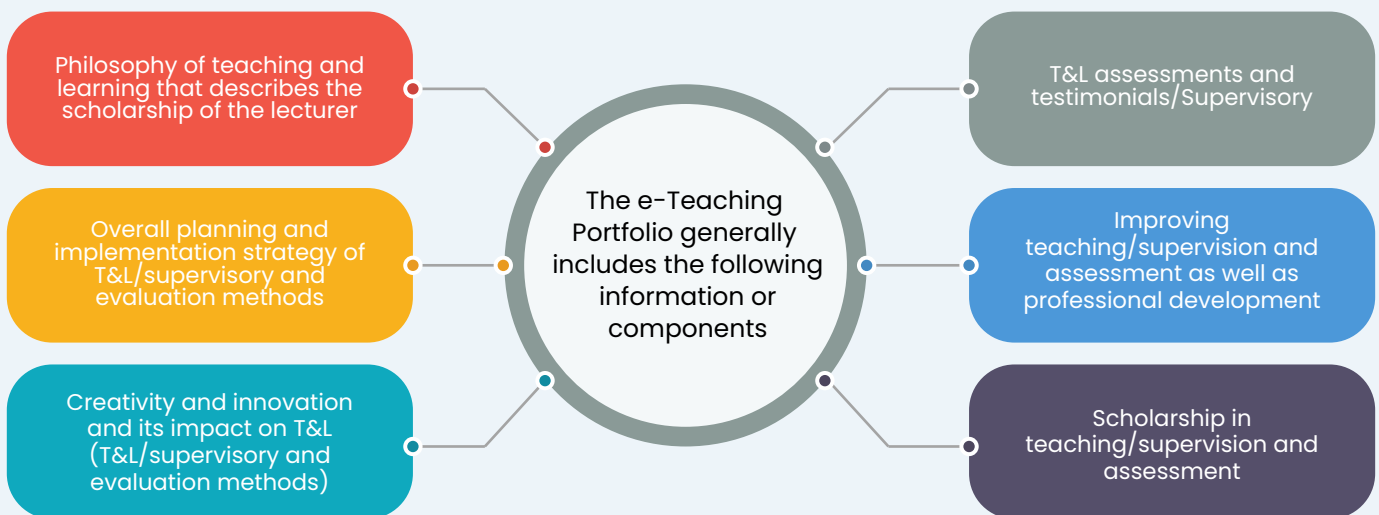 Philosophy of teaching and
learning that describes the
scholarship of the lecturer
Overall planning and
implementation strategy of
T&L/supervisory and
evaluation methods
Creativity and innovation
and its impact on T&L
(T&L/supervisory and
evaluation methods)
The e-Teaching
Portfolio generally
includes the following
information or
components
T&L assessments and
testimonials/Supervisory
Improving
teaching/supervision and
assessment as well as
professional development
Scholarship in
teaching/supervision and
assessment